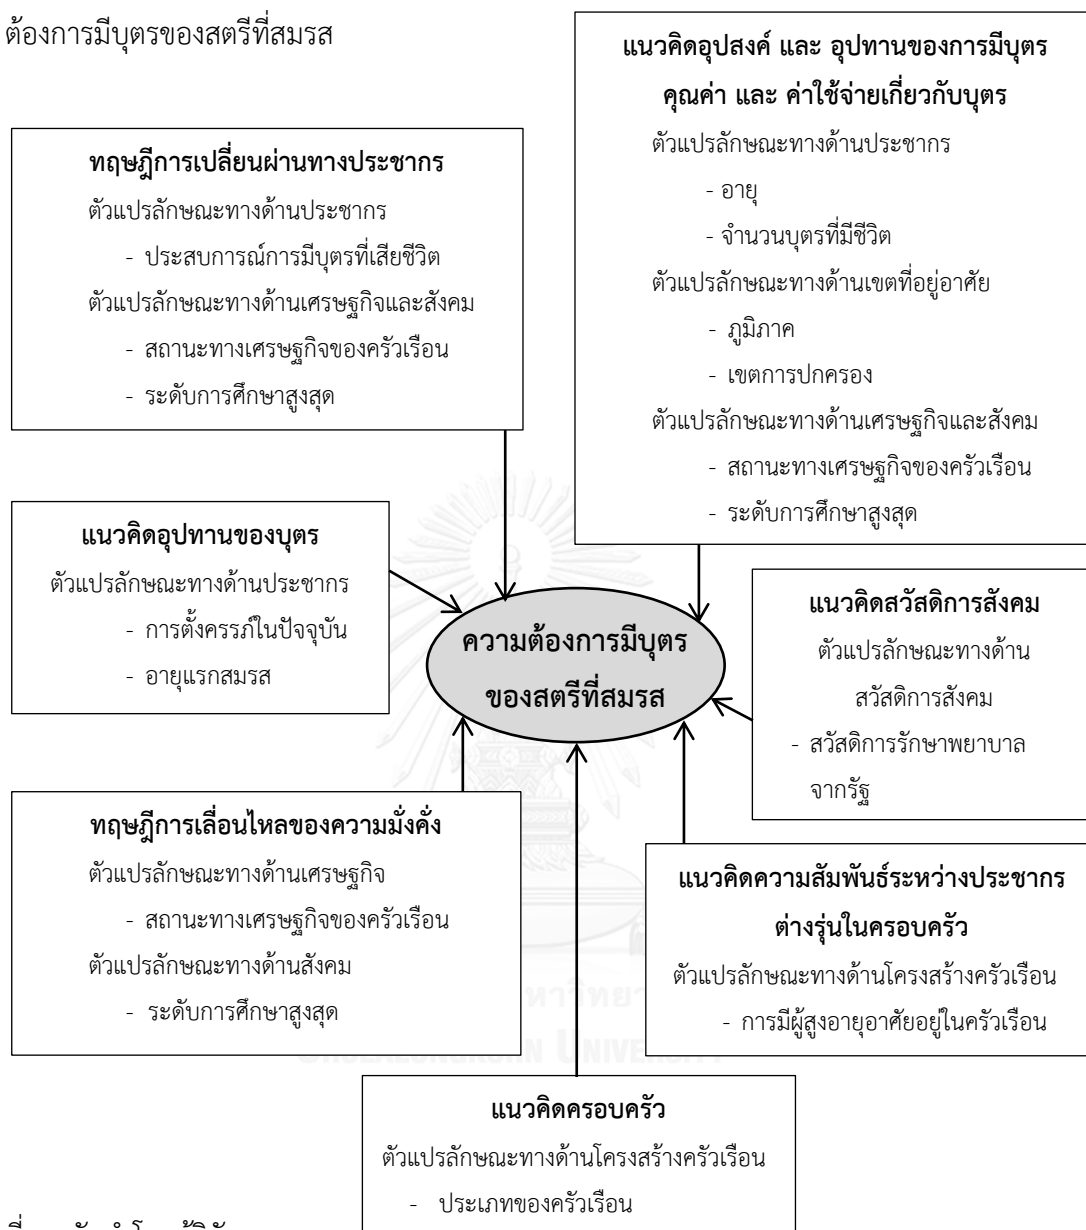 ต้องการมีบุตรของสตรีที่สมรส
ทฤษฎีการเปลี่ยนผ่านทางประชากร
ตัวแปรลักษณะทางด้านประชากร
- ประสบการณ์การมีบุตรที่เสียชีวิต
ตัวแปรลักษณะทางด้านเศรษฐกิจและสังคม
- สถานะทางเศรษฐกิจของครัวเรือน
- ระดับการศึกษาสูงสุด
แนวคิดอุปสงค์ และ อุปทานของการมีบุตร
คุณค่า และ ค่าใช้จ่ายเกี่ยวกับบุตร
ตัวแปรลักษณะทางด้านประชากร
- อายุ
- จำนวนบุตรที่มีชีวิต
ตัวแปรลักษณะทางด้านเขตที่อยู่อาศัย
- ภูมิภาค
- เขตการปกครอง
ตัวแปรลักษณะทางด้านเศรษฐกิจและสังคม
- สถานะทางเศรษฐกิจของครัวเรือน
- ระดับการศึกษาสูงสุด
แนวคิดอุปทานของบุตร
ตัวแปรลักษณะทางด้านประชากร
- การตั้งครรภ์ในปัจจุบัน
- อายุแรกสมรส
ความต้องการมีบุตร
ของสตรีที่สมรส
แนวคิดสวัสดิการสังคม
ตัวแปรลักษณะทางด้าน
สวัสดิการสังคม
- สวัสดิการรักษาพยาบาล
จากรัฐ
ทฤษฎีการเลื่อนไหลของความมั่งคั่ง
ตัวแปรลักษณะทางด้านเศรษฐกิจ
- สถานะทางเศรษฐกิจของครัวเรือน
ตัวแปรลักษณะทางด้านสังคม
- ระดับการศึกษาสูงสุด
แนวคิดความสัมพันธ์ระหว่างประชากร
ต่างรุ่นในครอบครัว
ตัวแปรลักษณะทางด้านโครงสร้างครัวเรือน
- การมีผู้สูงอายุอาศัยอยู่ในครัวเรือน
แนวคิดครอบครัว
ตัวแปรลักษณะทางด้านโครงสร้างครัวเรือน
- ประเภทของครัวเรือน